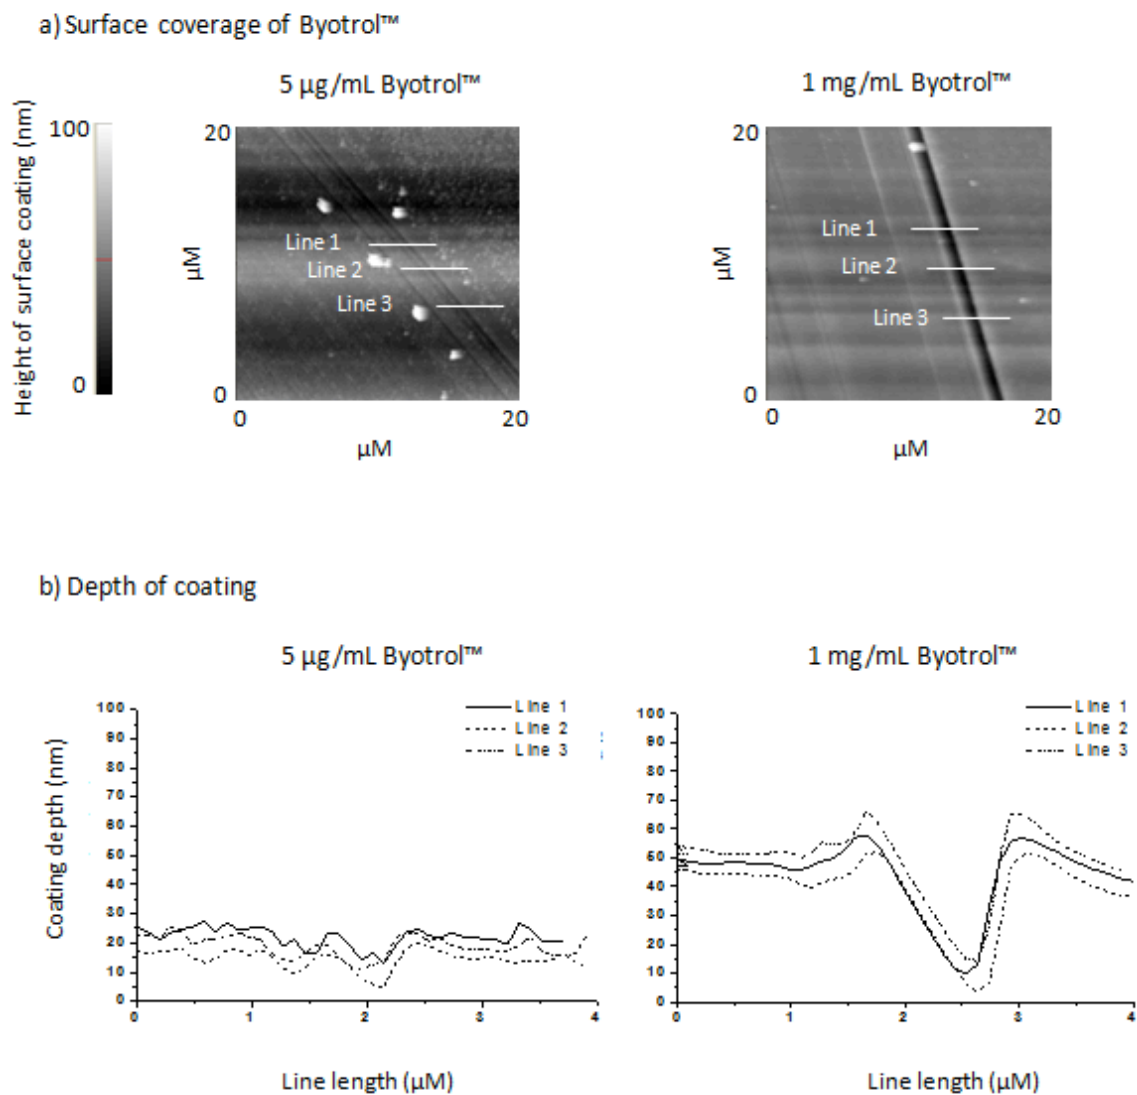 a) Surface coverage of Byotrol™
5 µg/mL Byotrol™
1 mg/mL Byotrol™
Height of surface coating (nm)
100
0
20
µM
0
Line 1
Line 2
Line 3
0
20
µM
20
µM
0
Line 1
Line 2
Line 3
0
20
µM
b) Depth of coating
5 µg/mL Byotrol™
1 mg/mL Byotrol™
Coating depth (nm)
100
90
80
70
60
50
40
30
20
10
0
Line 1
Line 2
Line 3
0
1
2
3
4
Line length (µM)
100
90
80
70
60
50
40
30
20
10
0
Line 1
Line 2
Line 3
0
1
2
3
4
Line length (µM)